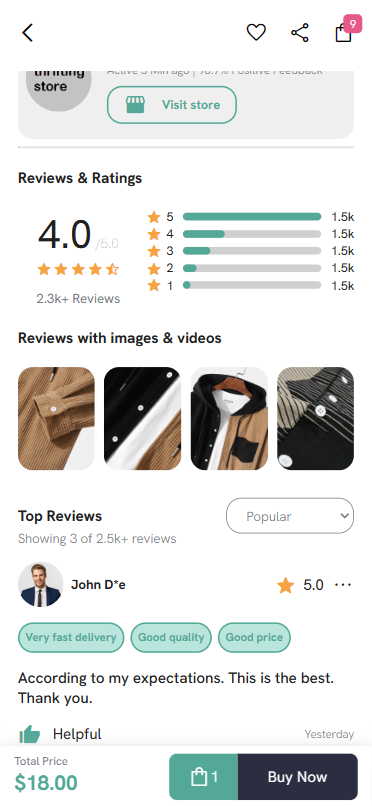 9
thrifting
store
Active 5 Min ago | 96.7% Positive Feedback
Visit store
Reviews & Ratings
4.0 /5.0
2.3k+ Reviews
5 1.5k
4 1.5k
3 1.5k
2 1.5k
1 1.5k
Reviews with images & videos
Top Reviews
Popular
Showing 3 of 2.5k+ reviews
John D*e
5.0
Very fast delivery
Good quality
Good price
According to my expectations. This is the best.
Thank you.
Helpful
Yesterday
Total Price
$18.00
1
Buy Now